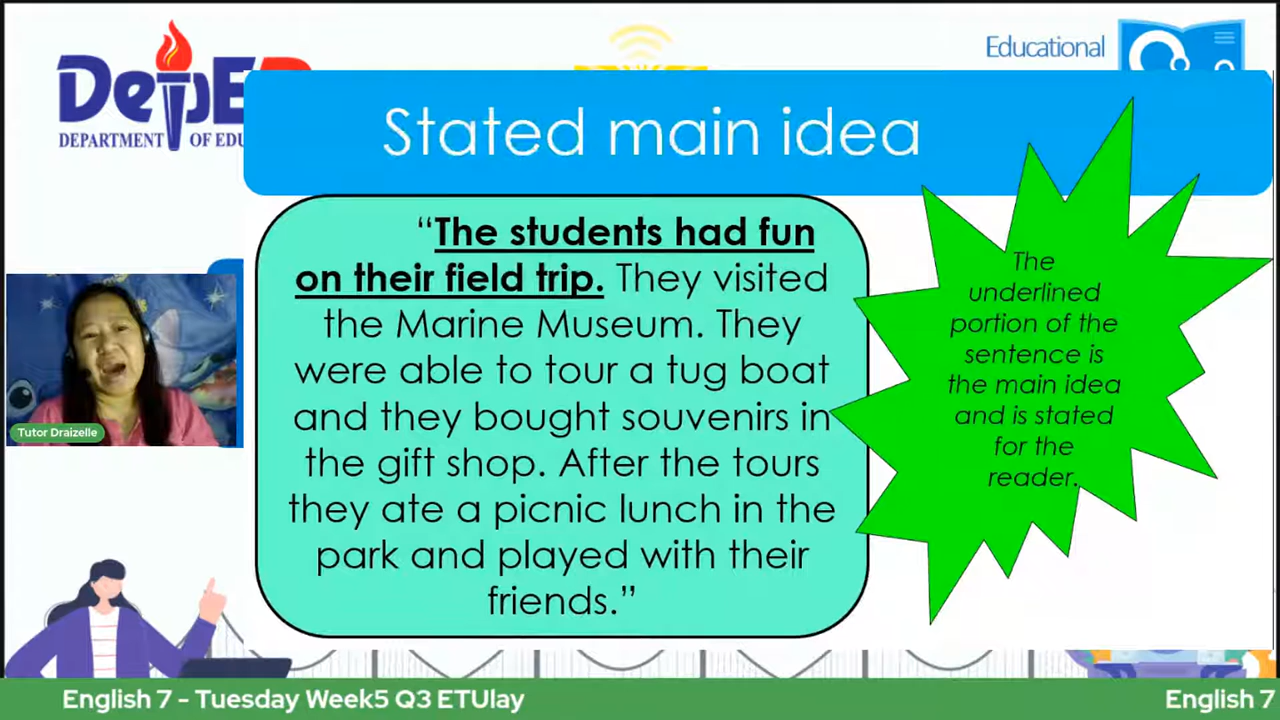 DepED
DEPARTMENT OF EDU
Educational
Stated main idea
“The students had fun
on their field trip. They visited
the Marine Museum. They
were able to tour a tug boat
and they bought souvenirs in
the gift shop. After the tours
they ate a picnic lunch in the
park and played with their
friends.”
The
underlined
portion of the
sentence is
the main idea
and is stated
for the
reader.
Tutor Draizelle
English 7 - Tuesday Week5 Q3 ETUlay
English 7